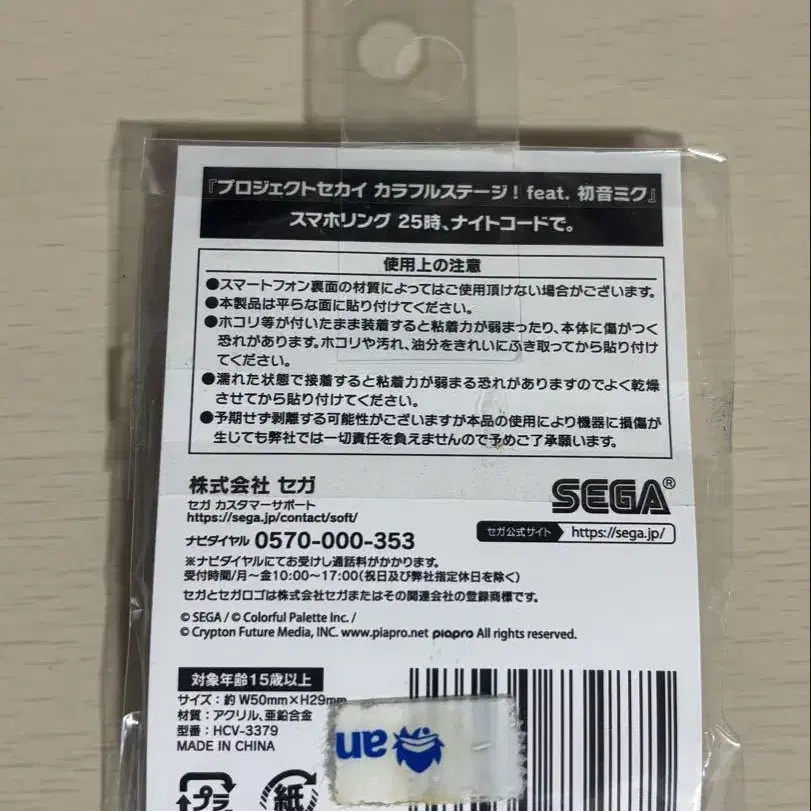 『プロジェクトセカイ カラフルステージ! feat. 初音ミク』
スマホリング 25時、ナイトコードで。
使用上の注意
●スマートフォン裏面の材質によってはご使用頂けない場合がございます。
●本製品は平らな面に貼り付けてください。
●ホコリ等が付いたまま装着すると粘着力が弱まったり、本体に傷がつく
恐れがあります。ホコリや汚れ、油分をきれいにふき取ってから貼り付け
てください。
●濡れた状態で接着すると粘着力が弱まる恐れがありますのでよく乾燥
させてから貼り付けてください。
●予期せず剥離する可能性がございますが本品の使用により機器に損傷が
生じても弊社では一切責任を負えませんので予めご了承願います。
株式会社 セガ
セガ カスタマーサポート
https://sega.jp/contact/soft/
ナビダイヤル 0570-000-353
SEGA®
セガ公式サイト https://sega.jp/
※ナビダイヤルにてお受けし通話料がかかります。
受付時間/月~金10:00~17:00(祝日及び弊社指定休日を除く)
セガとセガロゴは株式会社セガまたはその関連会社の登録商標です。
© SEGA / © Colorful Palette Inc. /
© Crypton Future Media, INC. www.piapro.net piapro All rights reserved.
対象年齢15歳以上
サイズ:約 W50mm×H29mm
材質:アクリル、亜鉛合金
型番:HCV-3379
MADE IN CHINA
an
プラ
紙